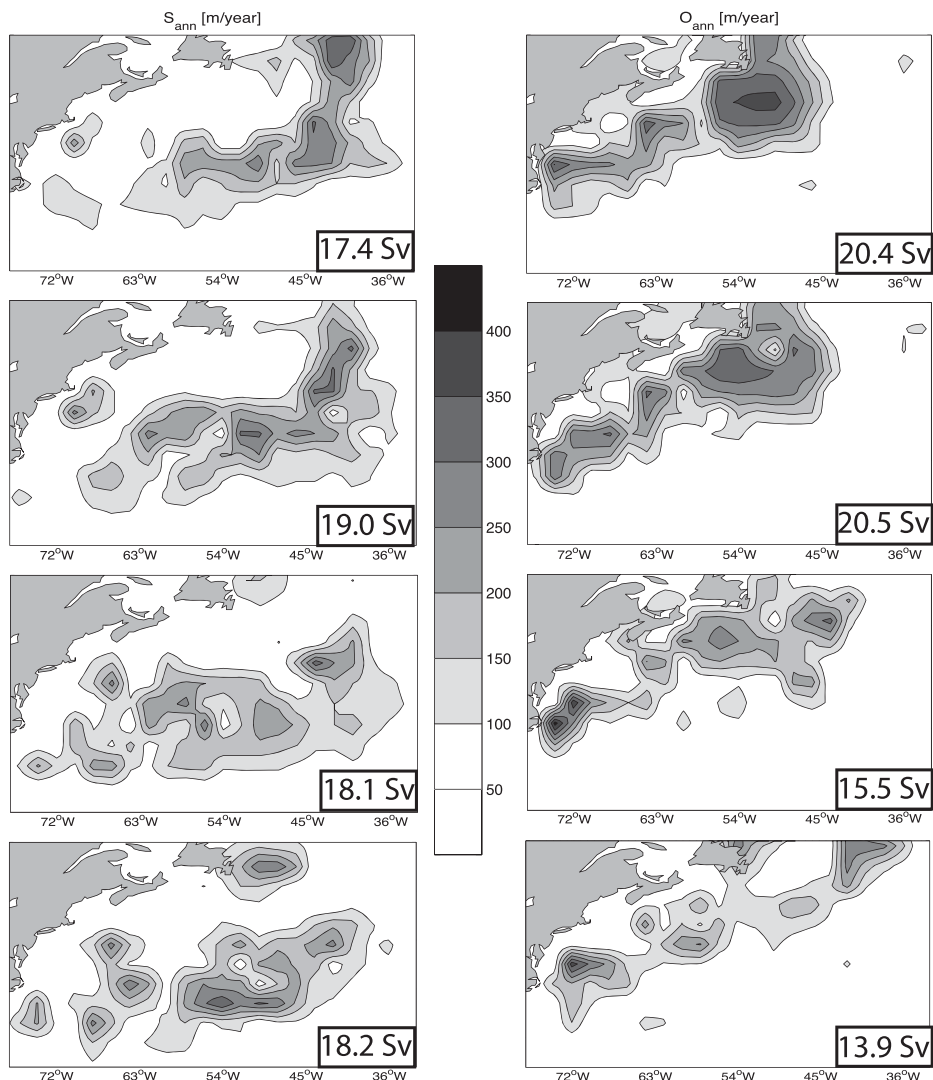 S_ann [m/year]
O_ann [m/year]
17.4 Sv
20.4 Sv
72°W 63°W 54°W 45°W 36°W
72°W 63°W 54°W 45°W 36°W
400
350
300
250
200
150
100
50
19.0 Sv
20.5 Sv
72°W 63°W 54°W 45°W 36°W
72°W 63°W 54°W 45°W 36°W
18.1 Sv
15.5 Sv
72°W 63°W 54°W 45°W 36°W
72°W 63°W 54°W 45°W 36°W
18.2 Sv
13.9 Sv
72°W 63°W 54°W 45°W 36°W
72°W 63°W 54°W 45°W 36°W